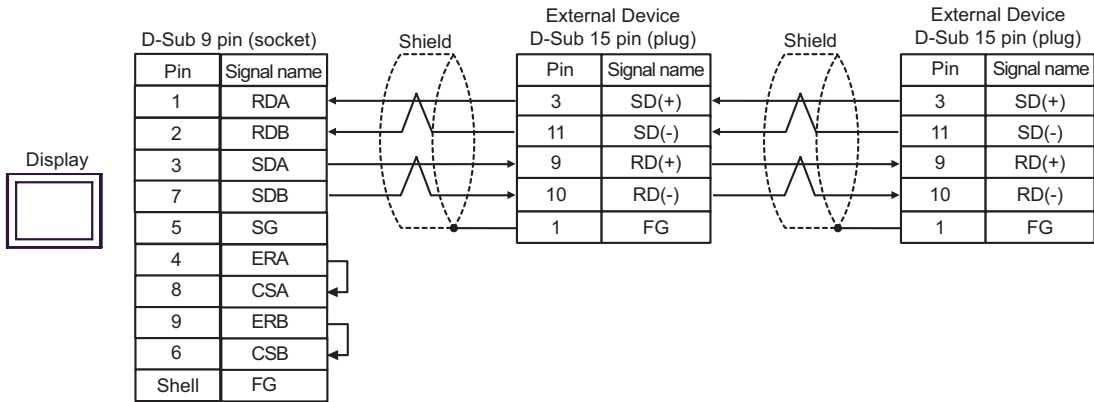 External Device
External Device
D-Sub 9 pin (socket)
Shield
D-Sub 15 pin (plug)
Shield
D-Sub 15 pin (plug)
Pin Signal name
Pin Signal name
Pin Signal name
1 RDA
3 SD(+)
3 SD(+)
2 RDB
11 SD(-)
11 SD(-)
Display
3 SDA
9 RD(+)
9 RD(+)
7 SDB
10 RD(-)
10 RD(-)
5 SG
1 FG
1 FG
4 ERA
8 CSA
9 ERB
6 CSB
Shell FG